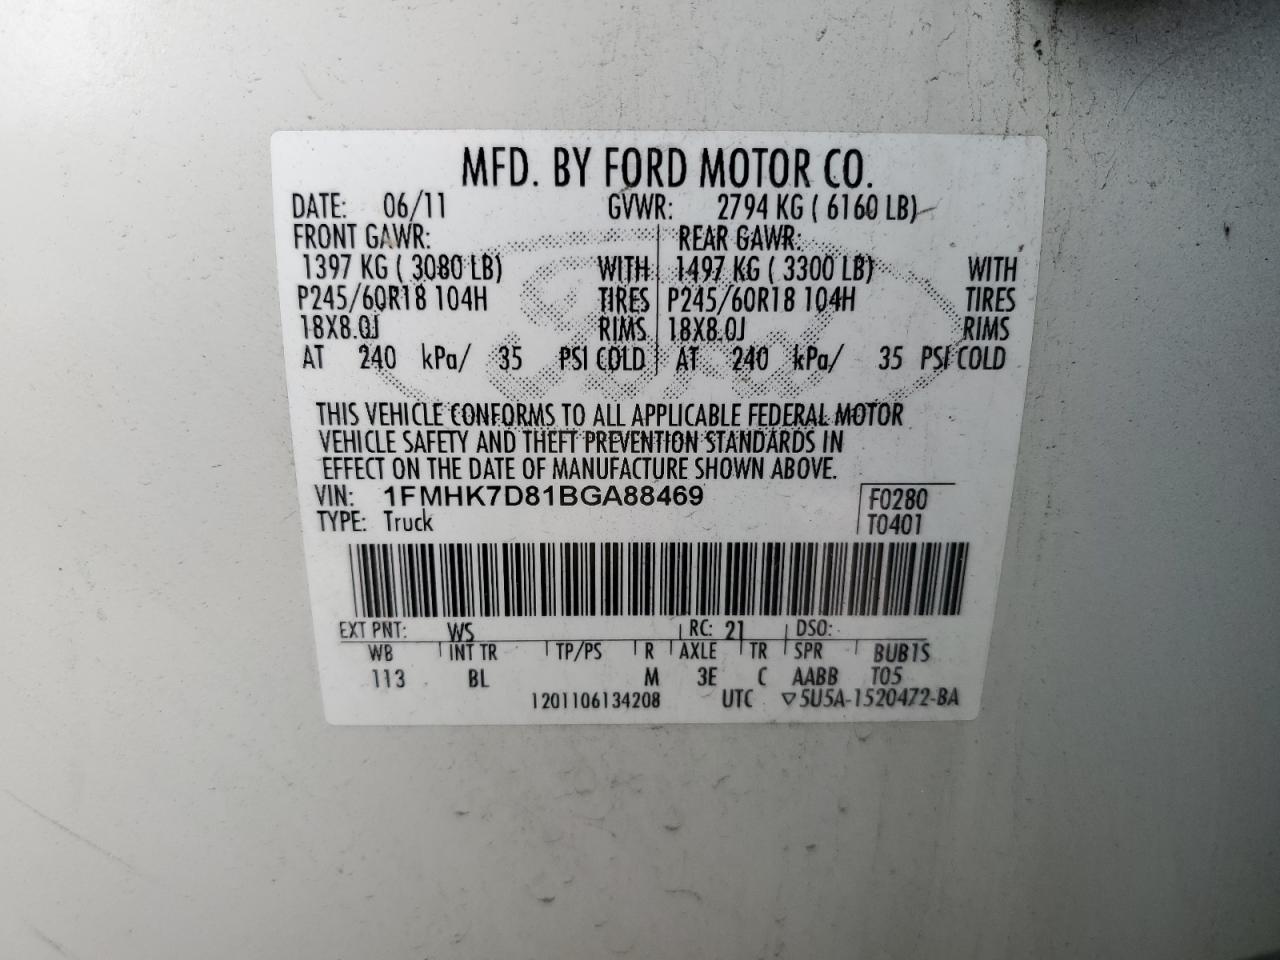 MFD. BY FORD MOTOR CO.
DATE: 06/11 GVWR: 2794 KG ( 6160 LB)
FRONT GAWR: REAR GAWR:
1397 KG ( 3080 LB) WITH 1497 KG ( 3300 LB) WITH
P245/60R18 104H TIRES P245/60R18 104H TIRES
18X8.0J RIMS 18X8.0J RIMS
AT 240 kPa/ 35 PSI COLD AT 240 kPa/ 35 PSI COLD
THIS VEHICLE CONFORMS TO ALL APPLICABLE FEDERAL MOTOR
VEHICLE SAFETY AND THEFT PREVENTION STANDARDS IN
EFFECT ON THE DATE OF MANUFACTURE SHOWN ABOVE.
VIN: 1FMHK7D81BGA88469 F0280
TYPE: Truck T0401
EXT PNT: WS RC: 21 DSO:
WB INT TR TP/PS R AXLE TR SPR BUB1S
113 BL M 3E C AABB T05
1201106134208 UTC ▽5U5A-1520472-BA